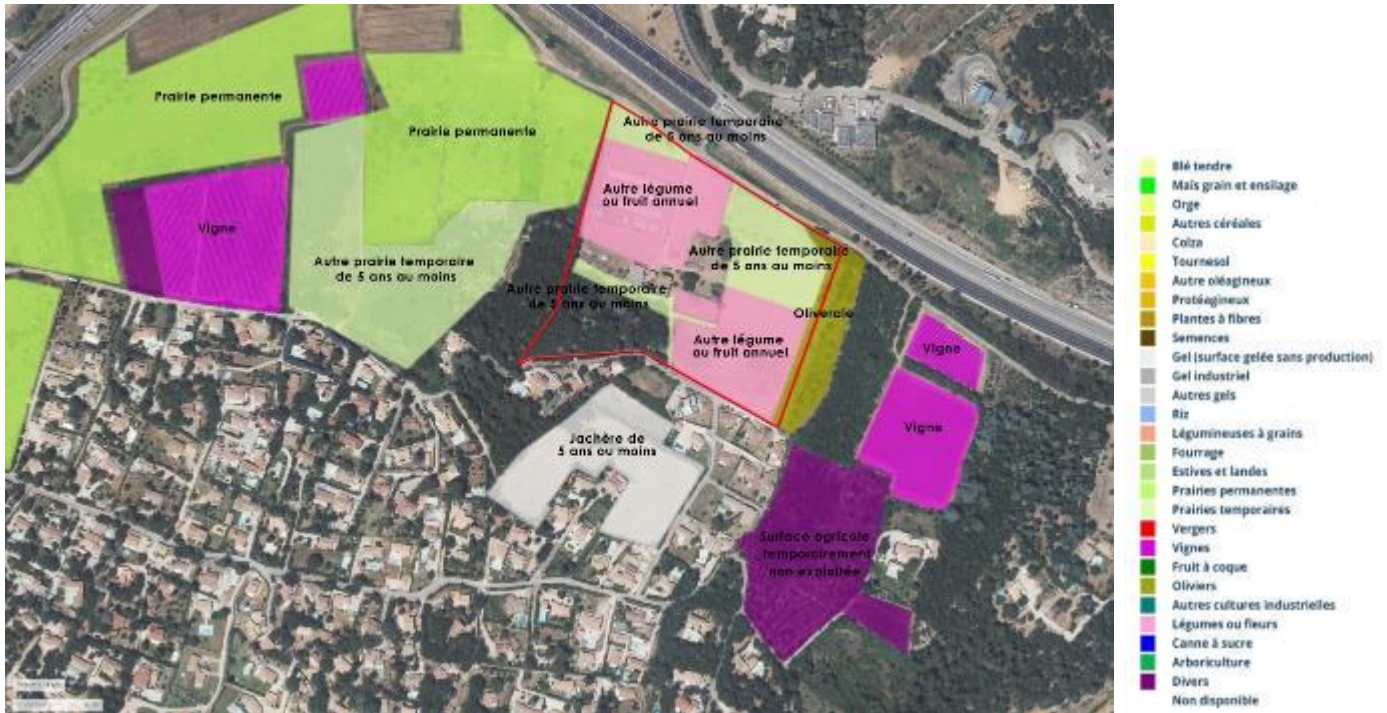 Prairie permanente
Prairie permanente
Autre prairie temporaire
de 5 ans au moins
Autre légume
ou fruit annuel
Vigne
Autre prairie temporaire
de 5 ans au moins
Autre prairie temporaire
de 5 ans au moins
Autre prairie temporaire
de 5 ans au moins
Oliveraie
Autre légume
ou fruit annuel
Vigne
Vigne
Jachère de
5 ans au moins
Surface agricole
temporairement
non exploitée
Blé tendre
Maïs grain et ensilage
Orge
Autres céréales
Colza
Tournesol
Autre oléagineux
Protéagineux
Plantes à fibres
Semences
Gel (surface gelée sans production)
Gel industriel
Autres gels
Riz
Légumineuses à grains
Fourrage
Estives et landes
Prairies permanentes
Prairies temporaires
Vergers
Vignes
Fruit à coque
Oliviers
Autres cultures industrielles
Légumes ou fleurs
Canne à sucre
Arboriculture
Divers
Non disponible